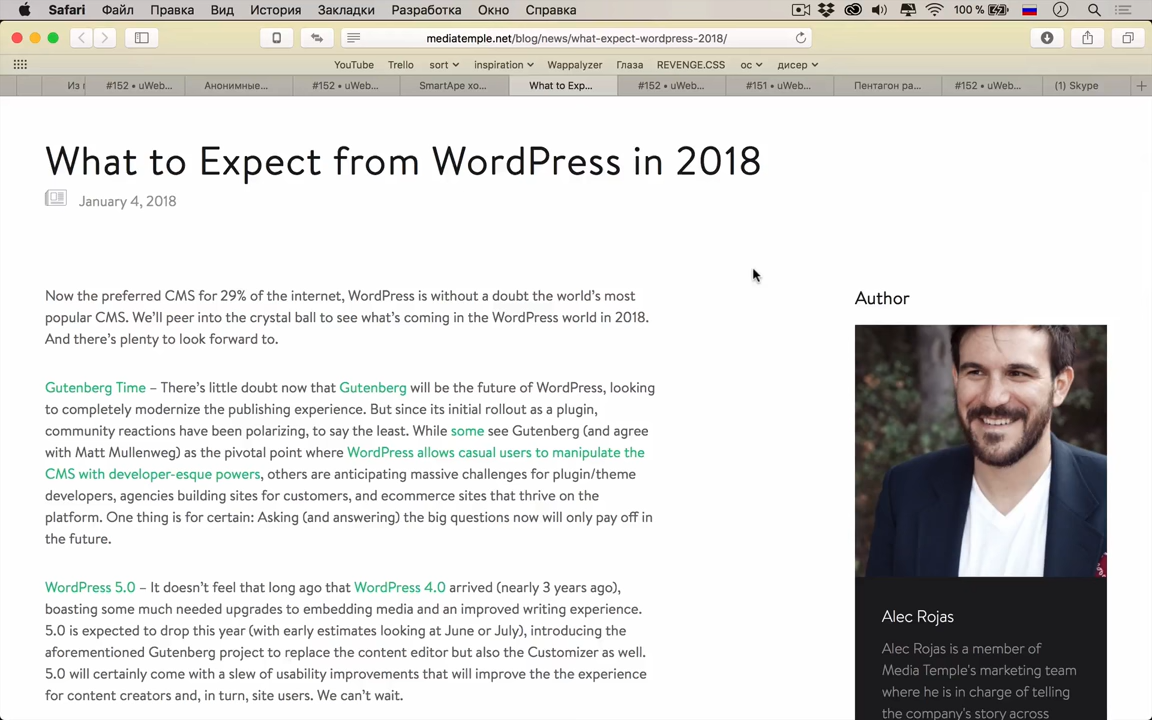 Safari Файл Правка Вид История Закладки Разработка Окно Справка 100 %
mediatemple.net/blog/news/what-expect-wordpress-2018/
YouTube Trello sort inspiration Wappalyzer Глаза REVENGE.CSS ос дисер
Из #152 • uWeb... Анонимные... #152 • uWeb... SmartApe хо... What to Exp... #152 • uWeb... #151 • uWeb... Пентагон ра... #152 • uWeb... (1) Skype
What to Expect from WordPress in 2018
January 4, 2018
Now the preferred CMS for 29% of the internet, WordPress is without a doubt the world's most
popular CMS. We'll peer into the crystal ball to see what's coming in the WordPress world in 2018.
And there's plenty to look forward to.
Gutenberg Time – There's little doubt now that Gutenberg will be the future of WordPress, looking
to completely modernize the publishing experience. But since its initial rollout as a plugin,
community reactions have been polarizing, to say the least. While some see Gutenberg (and agree
with Matt Mullenweg) as the pivotal point where WordPress allows casual users to manipulate the
CMS with developer-esque powers, others are anticipating massive challenges for plugin/theme
developers, agencies building sites for customers, and ecommerce sites that thrive on the
platform. One thing is for certain: Asking (and answering) the big questions now will only pay off in
the future.
WordPress 5.0 – It doesn't feel that long ago that WordPress 4.0 arrived (nearly 3 years ago),
boasting some much needed upgrades to embedding media and an improved writing experience.
5.0 is expected to drop this year (with early estimates looking at June or July), introducing the
aforementioned Gutenberg project to replace the content editor but also the Customizer as well.
5.0 will certainly come with a slew of usability improvements that will improve the the experience
for content creators and, in turn, site users. We can't wait.
Author
Alec Rojas
Alec Rojas is a member of
Media Temple's marketing team
where he is in charge of telling
the company's story across